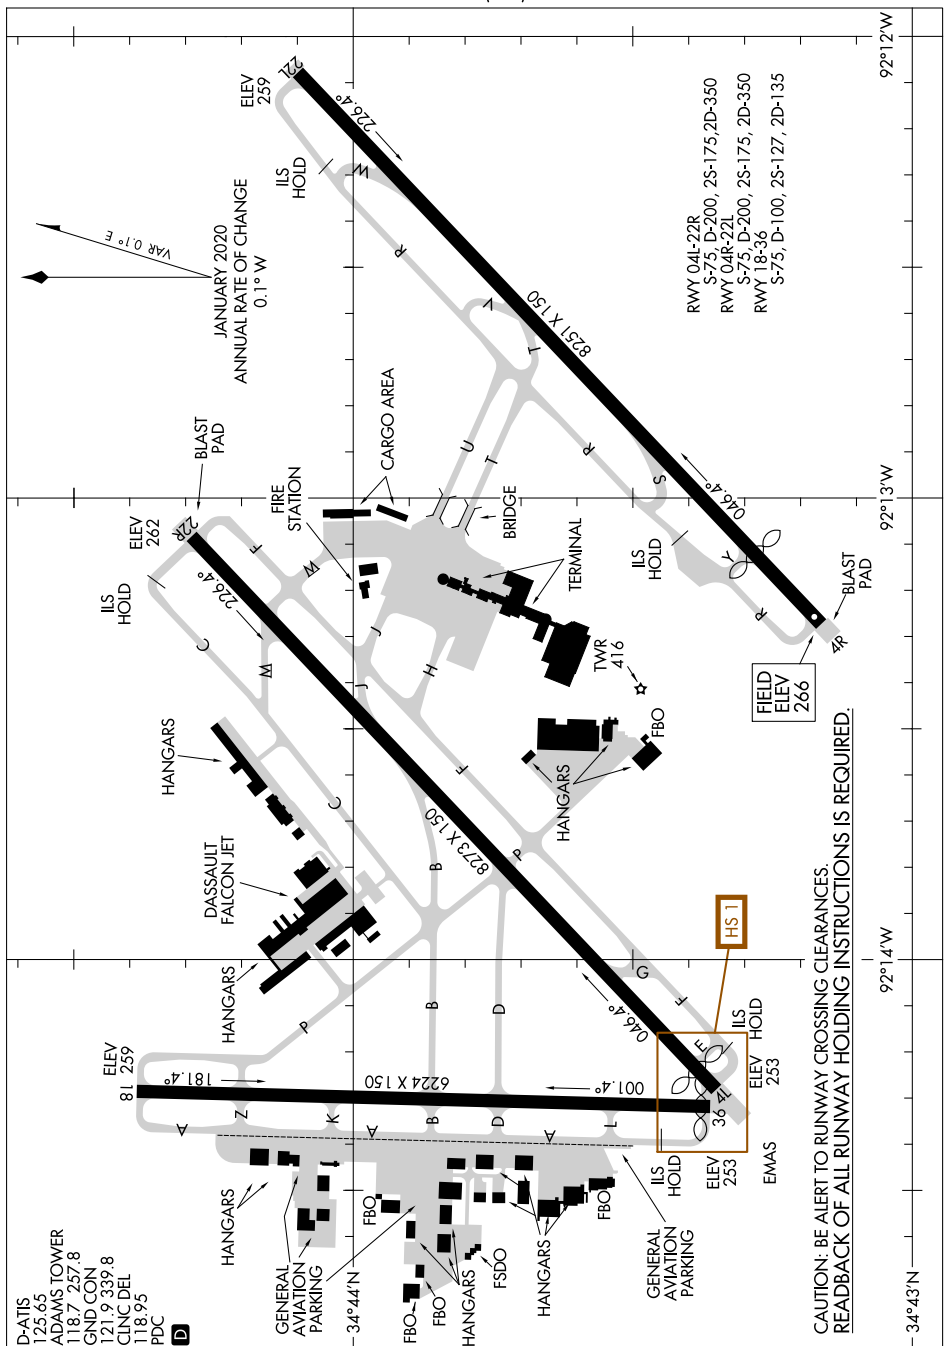 D-ATIS
125.65
ADAMS TOWER
118.7 257.8
GND CON
121.9 339.8
CLNC DEL
118.95
PDC
D
VAR 0.1° E
JANUARY 2020
ANNUAL RATE OF CHANGE
0.1° W
92°12'W
92°13'W
92°14'W
34°44'N
34°43'N
RWY 04L-22R
S-75, D-200, 2S-175,2D-350
RWY 04R-22L
S-75, D-200, 2S-175, 2D-350
RWY 18-36
S-75, D-100, 2S-127, 2D-135
ELEV
259
22L
226.4°
ILS
HOLD
W
R
V
T
8251 X 150
R
S
046.4°
ILS
HOLD
Y
R
4R
BLAST
PAD
FIELD
ELEV
266
BLAST
PAD
ELEV
262
22R
226.4°
ILS
HOLD
F
M
C
M
FIRE
STATION
CARGO AREA
U
T
BRIDGE
TERMINAL
J
J
H
TWR
416
FBO
HANGARS
F
HANGARS
C
DASSAULT
FALCON JET
HANGARS
8273 X 150
B
P
P
B
D
G
F
046.4°
HS 1
E
ILS
HOLD
4L
ELEV
253
ELEV
259
18
181.4°
6224 X 150
001.4°
36
A
Z
K
A
B
D
A
L
ILS
HOLD
ELEV
253
EMAS
HANGARS
GENERAL
AVIATION
PARKING
FBO
FBO
FBO
HANGARS
FSDO
HANGARS
FBO
GENERAL
AVIATION
PARKING
CAUTION: BE ALERT TO RUNWAY CROSSING CLEARANCES.
READBACK OF ALL RUNWAY HOLDING INSTRUCTIONS IS REQUIRED.